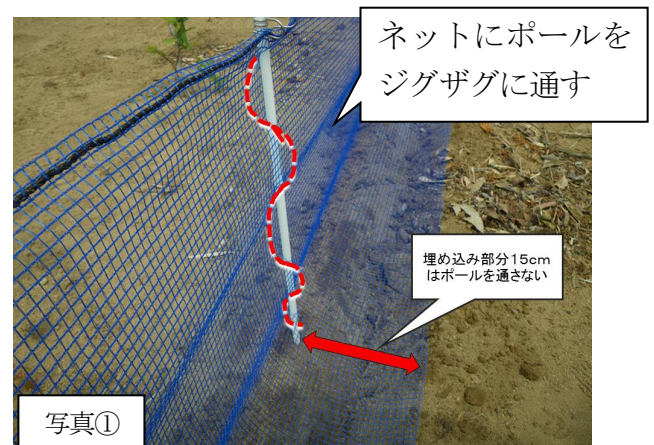 ネットにポールを
ジグザグに通す
埋め込み部分15cm
はポールを通さない
写真①